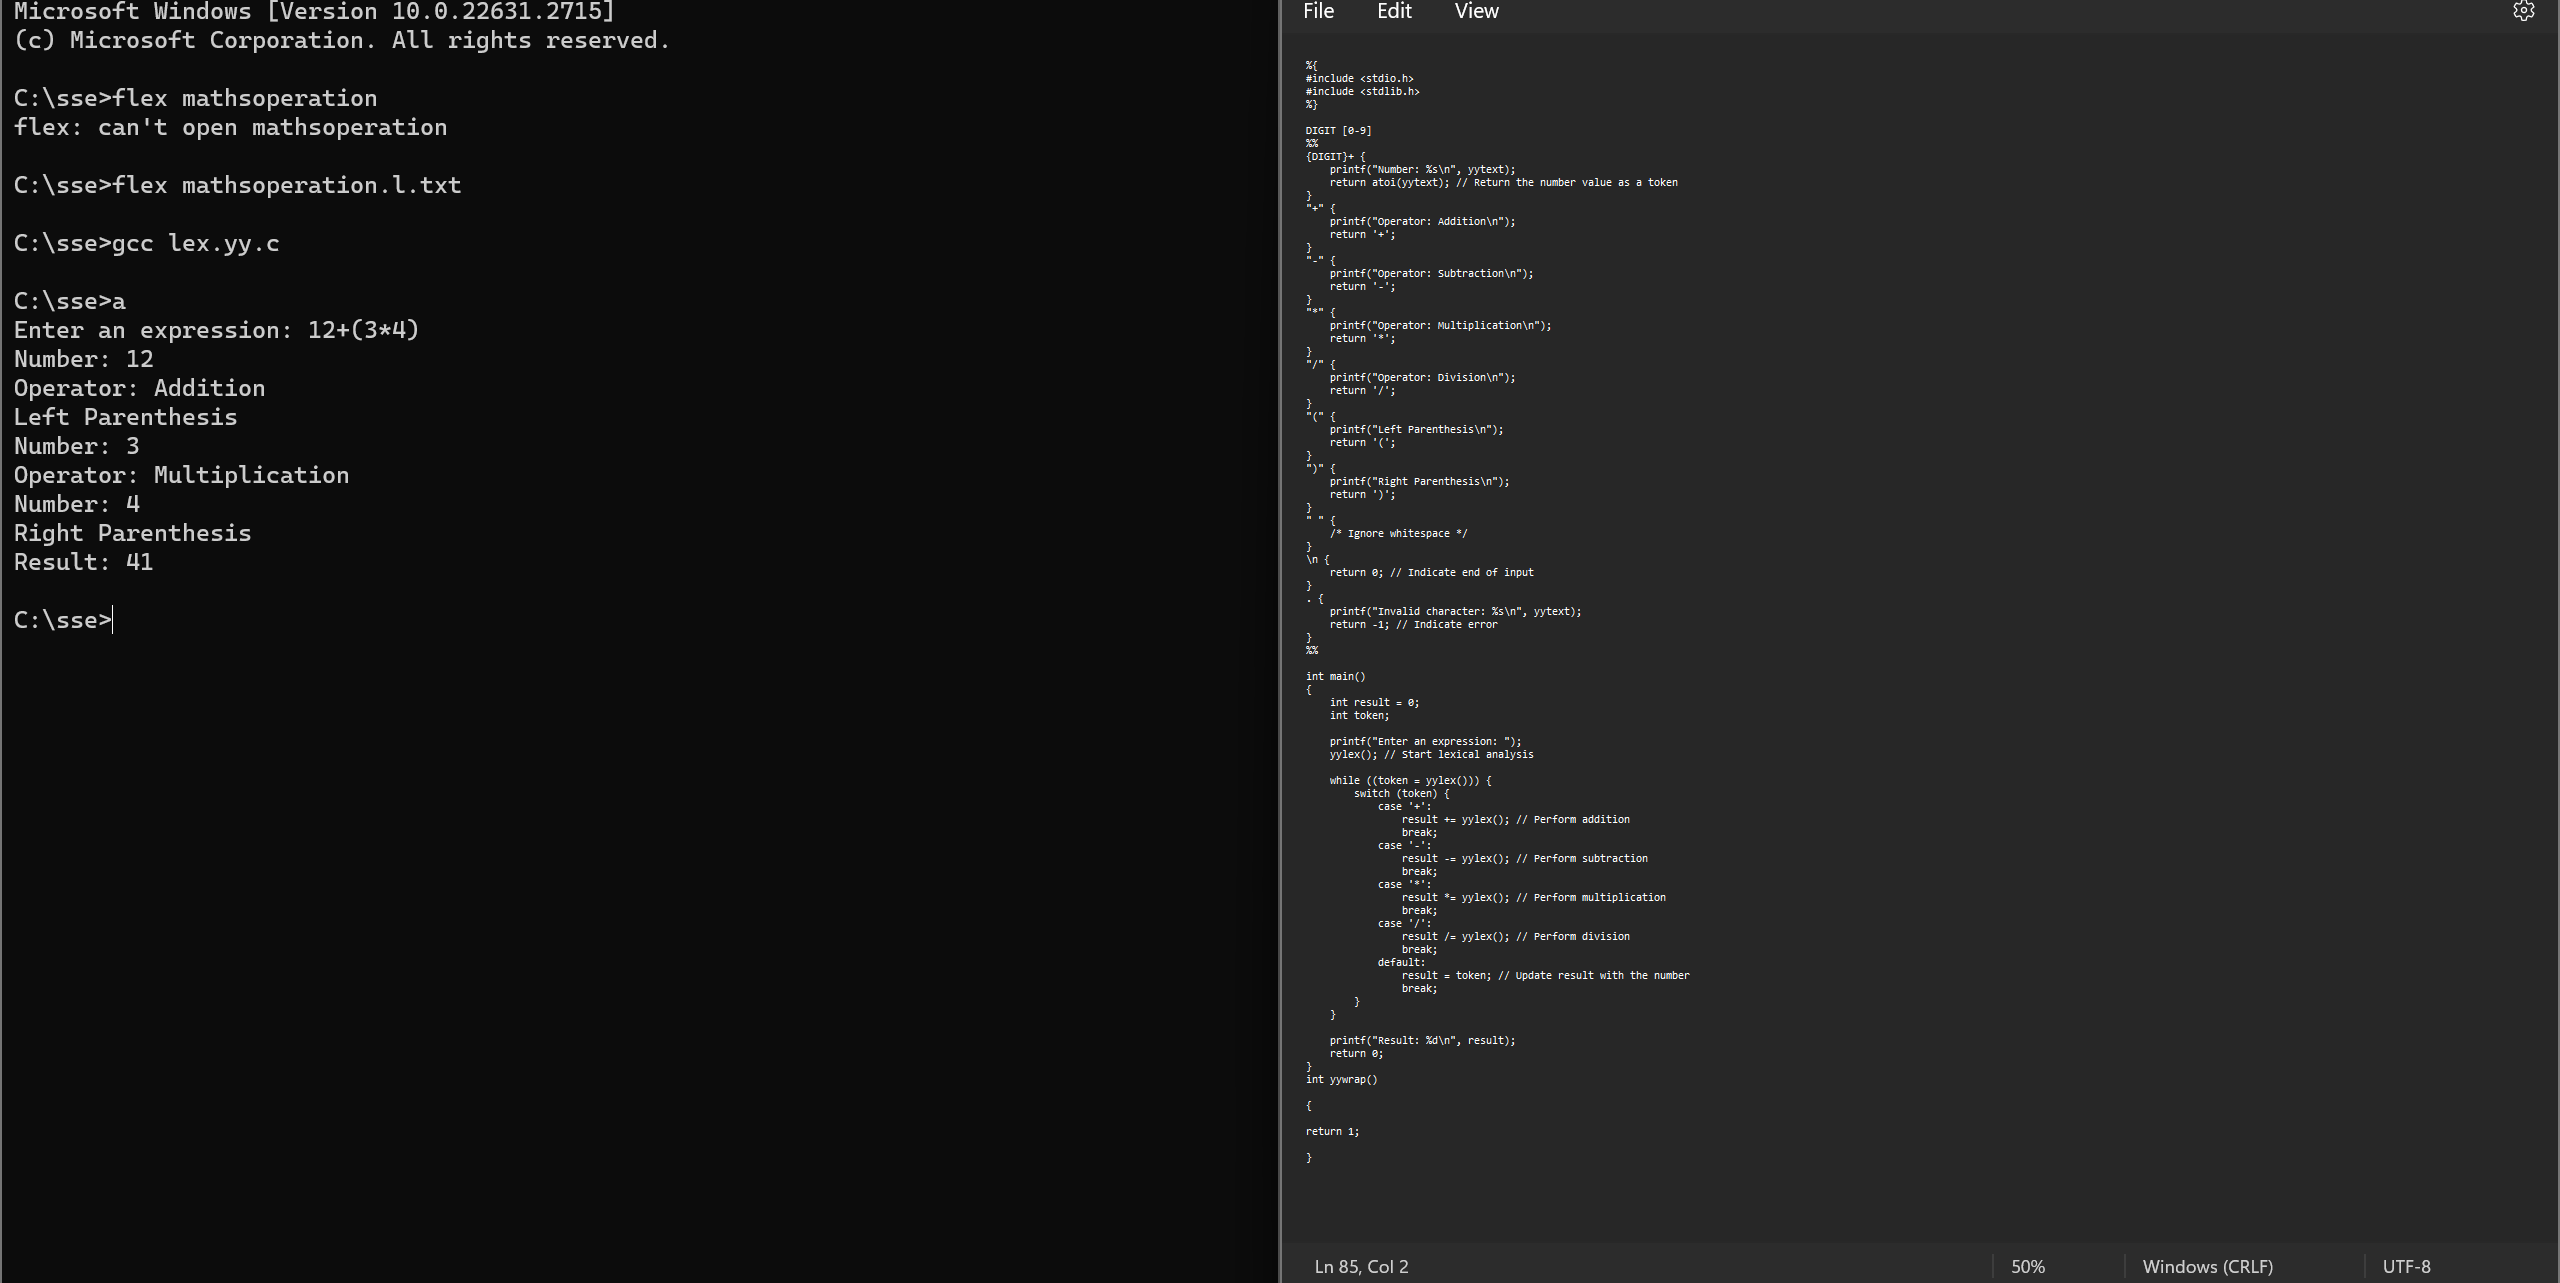 Microsoft Windows [Version 10.0.22631.2715]
(c) Microsoft Corporation. All rights reserved.
C:\sse>flex mathsoperation
flex: can't open mathsoperation
C:\sse>flex mathsoperation.l.txt
C:\sse>gcc lex.yy.c
C:\sse>a
Enter an expression: 12+(3*4)
Number: 12
Operator: Addition
Left Parenthesis
Number: 3
Operator: Multiplication
Number: 4
Right Parenthesis
Result: 41
C:\sse>
File Edit View
%{
#include <stdio.h>
#include <stdlib.h>
%}
DIGIT [0-9]
%%
{DIGIT}+ {
    printf("Number: %s\n", yytext);
    return atoi(yytext); // Return the number value as a token
}
"+" {
    printf("Operator: Addition\n");
    return '+';
}
"-" {
    printf("Operator: Subtraction\n");
    return '-';
}
"*" {
    printf("Operator: Multiplication\n");
    return '*';
}
"/" {
    printf("Operator: Division\n");
    return '/';
}
"(" {
    printf("Left Parenthesis\n");
    return '(';
}
")" {
    printf("Right Parenthesis\n");
    return ')';
}
" " {
    /* Ignore whitespace */
}
\n {
    return 0; // Indicate end of input
}
. {
    printf("Invalid character: %s\n", yytext);
    return -1; // Indicate error
}
%%
int main()
{
    int result = 0;
    int token;
    printf("Enter an expression: ");
    yylex(); // Start lexical analysis
    while ((token = yylex())) {
        switch (token) {
            case '+':
                result += yylex(); // Perform addition
                break;
            case '-':
                result -= yylex(); // Perform subtraction
                break;
            case '*':
                result *= yylex(); // Perform multiplication
                break;
            case '/':
                result /= yylex(); // Perform division
                break;
            default:
                result = token; // Update result with the number
                break;
        }
    }
    printf("Result: %d\n", result);
    return 0;
}
int yywrap()
{
return 1;
}
Ln 85, Col 2 50% Windows (CRLF) UTF-8